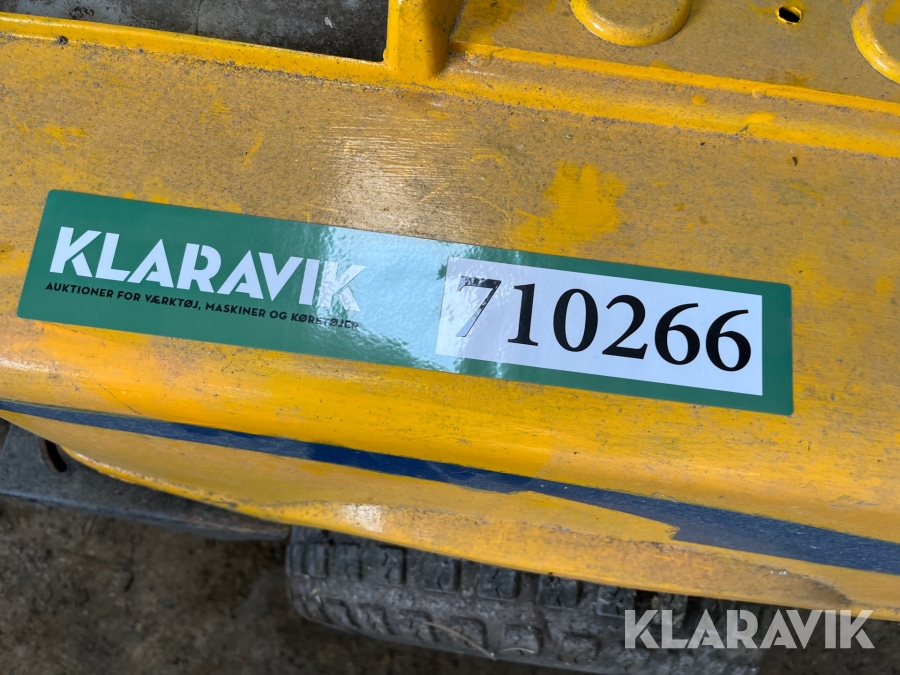 KLARAVIK
AUKTIONER FOR VÆRKTØJ, MASKINER OG KØRETØJER
710266
KLARAVIK